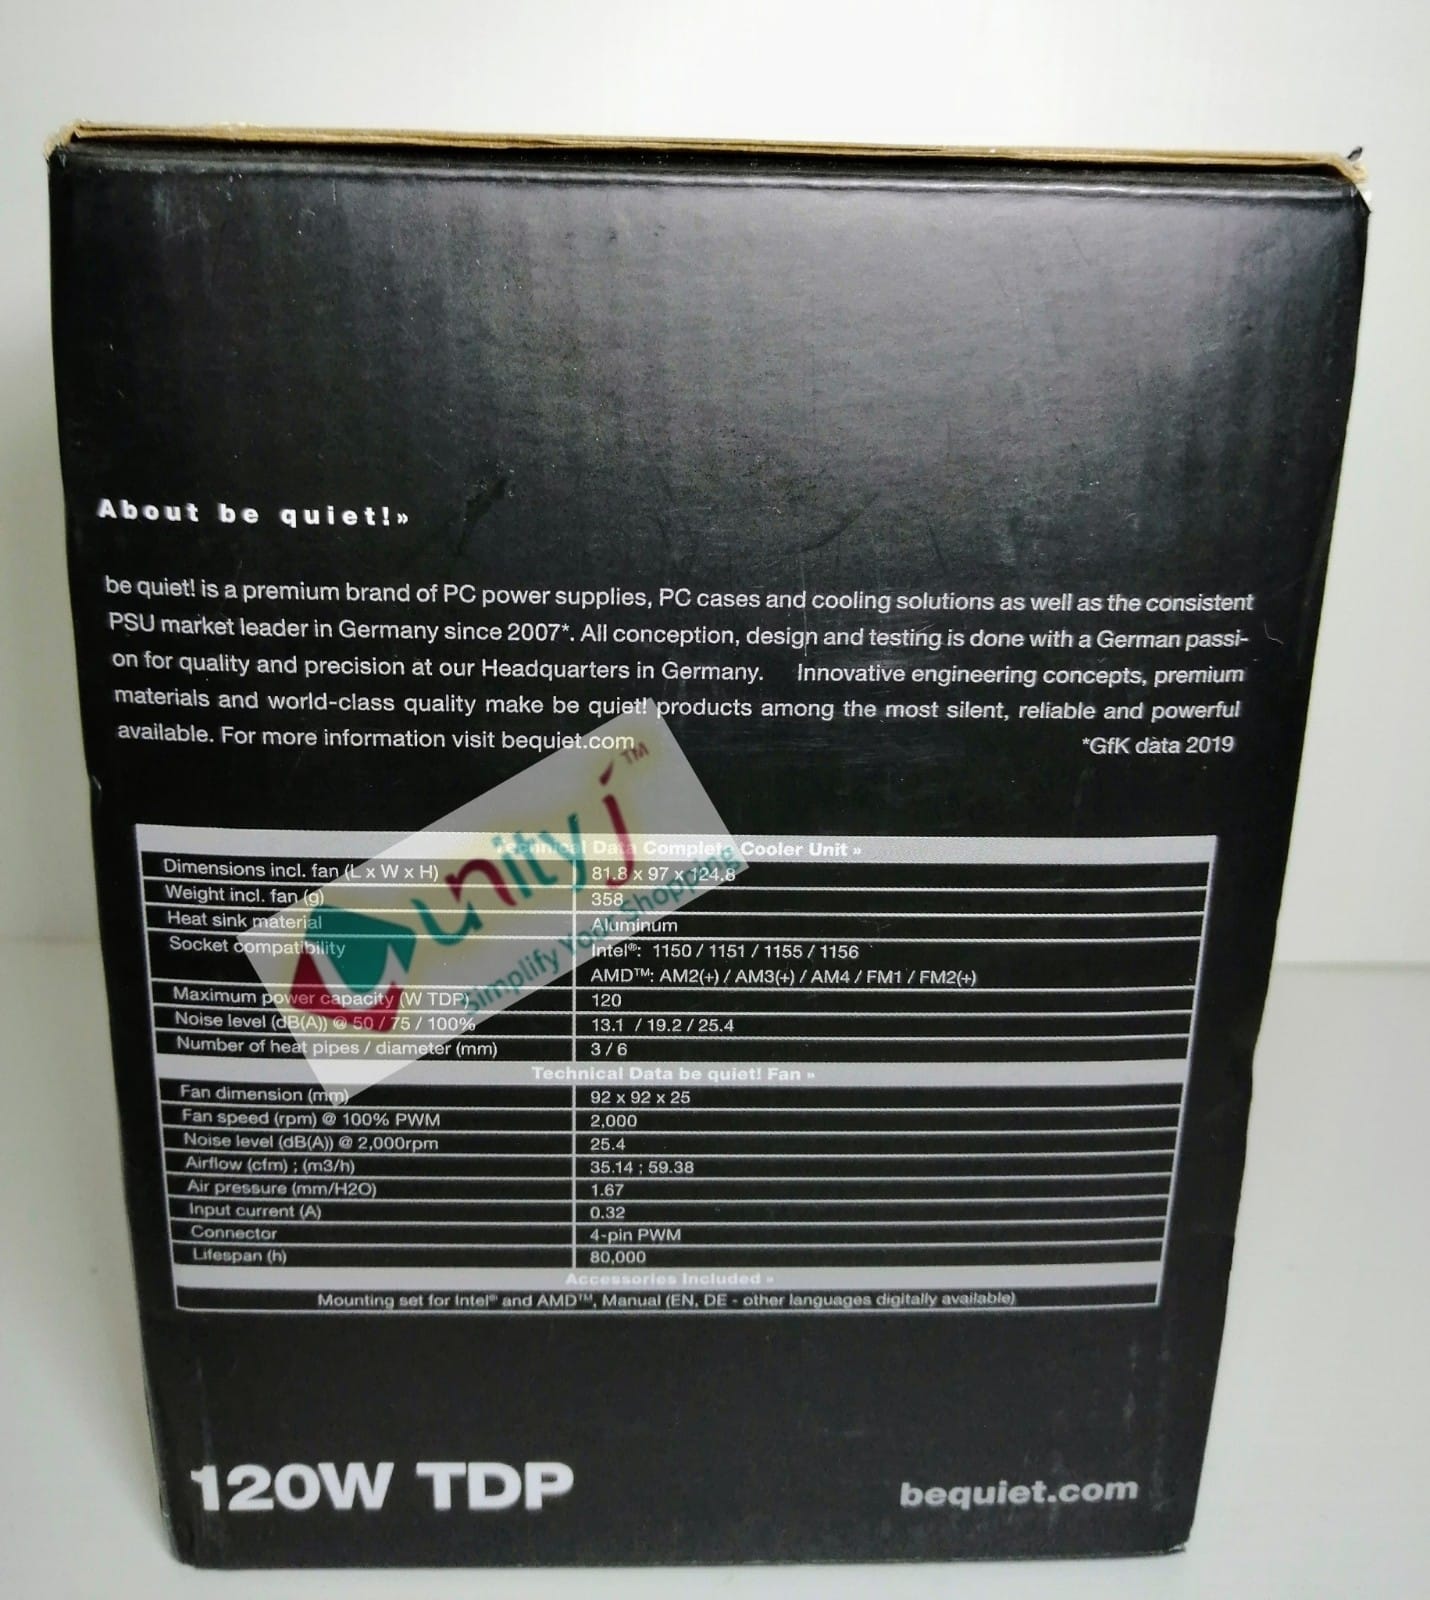 About be quiet!»
be quiet! is a premium brand of PC power supplies, PC cases and cooling solutions as well as the consistent
PSU market leader in Germany since 2007*. All conception, design and testing is done with a German passi-
on for quality and precision at our Headquarters in Germany. Innovative engineering concepts, premium
materials and world-class quality make be quiet! products among the most silent, reliable and powerful
available. For more information visit bequiet.com. *GfK data 2019
Technical Data Complete Cooler Unit »
Dimensions incl. fan (L x W x H) 81.8 x 97 x 124.8
Weight incl. fan (g) 358
Heat sink material Aluminum
Socket compatibility Intel®: 1150 / 1151 / 1155 / 1156
AMD™: AM2(+) / AM3(+) / AM4 / FM1 / FM2(+)
Maximum power capacity (W TDP) 120
Noise level (dB(A)) @ 50 / 75 / 100% 13.1 / 19.2 / 25.4
Number of heat pipes / diameter (mm) 3 / 6
Technical Data be quiet! Fan »
Fan dimension (mm) 92 x 92 x 25
Fan speed (rpm) @ 100% PWM 2,000
Noise level (dB(A)) @ 2,000rpm 25.4
Airflow (cfm) ; (m3/h) 35.14 ; 59.38
Air pressure (mm/H2O) 1.67
Input current (A) 0.32
Connector 4-pin PWM
Lifespan (h) 80,000
Accessories Included »
Mounting set for Intel® and AMD™, Manual (EN, DE - other languages digitally available)
120W TDP bequiet.com
unityj™
Simplify Your Shopping